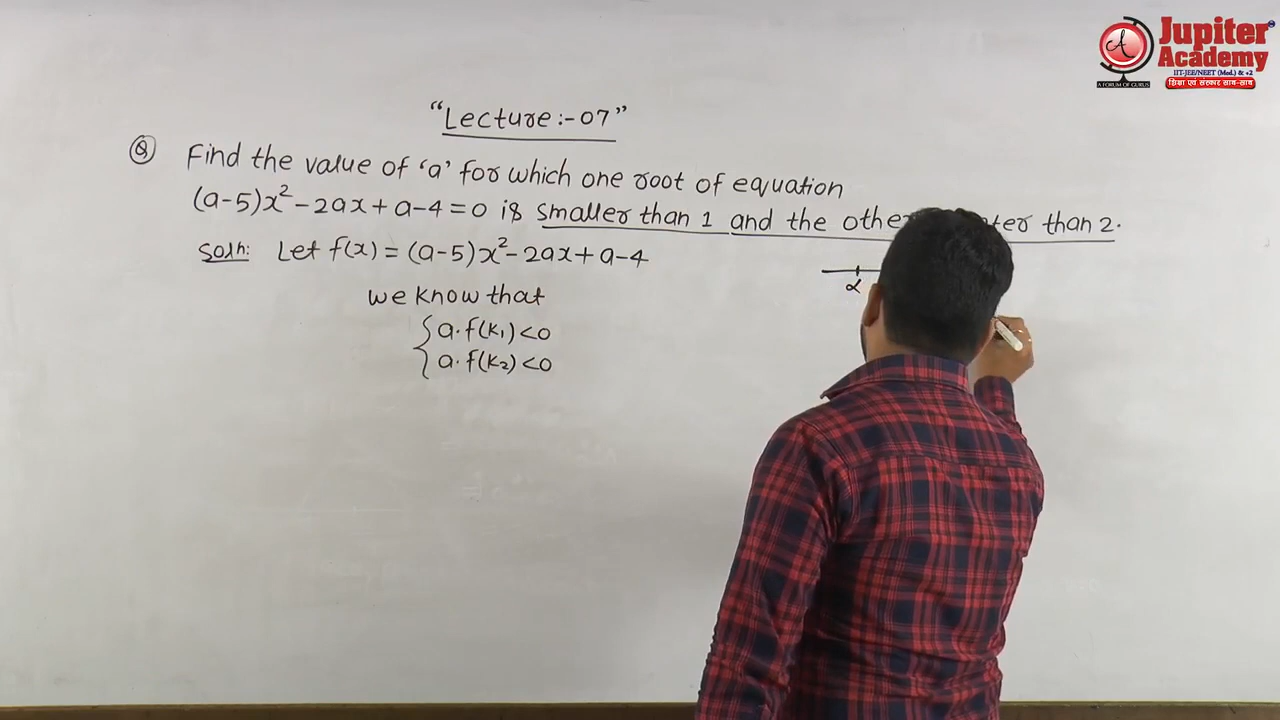 Jupiter
Academy
IIT-JEE/NEET (Med.) & +2
शिक्षा एवं संस्कार साथ-साथ
A FORUM OF GURUS
"Lecture:-07"
Q Find the value of 'a' for which one root of equation
(a-5)x²-2ax+a-4=0 is smaller than 1 and the other than 2.
Soln: Let f(x) = (a-5)x²-2ax+a-4
α
we know that
a.f(k₁)<0
a.f(k₂)<0